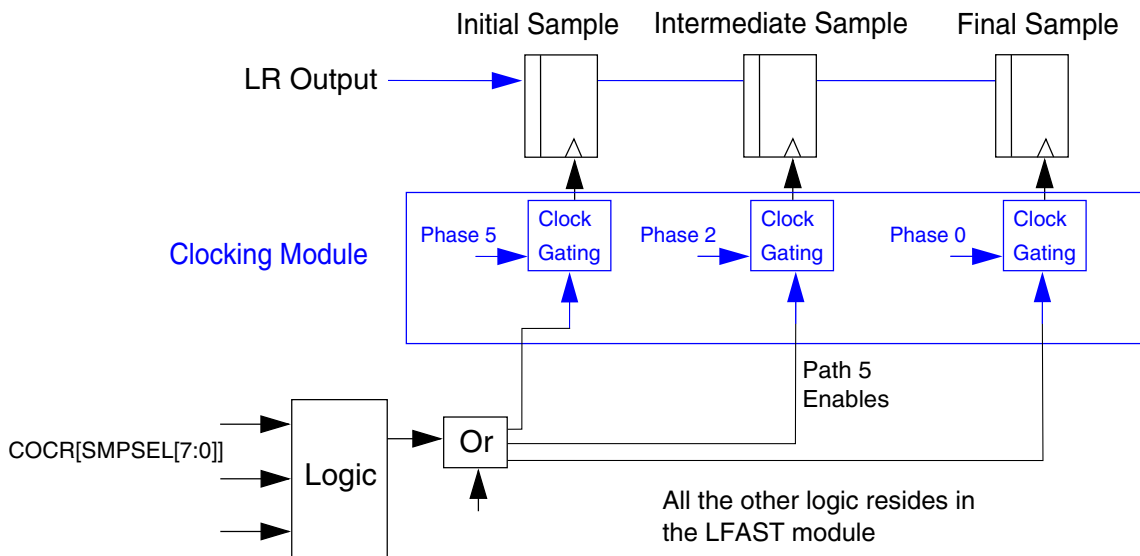 Initial Sample
Intermediate Sample
Final Sample
LR Output
Clocking Module
Phase 5
Clock
Gating
Phase 2
Clock
Gating
Phase 0
Clock
Gating
Path 5
Enables
COCR[SMPSEL[7:0]]
Logic
Or
All the other logic resides in
the LFAST module